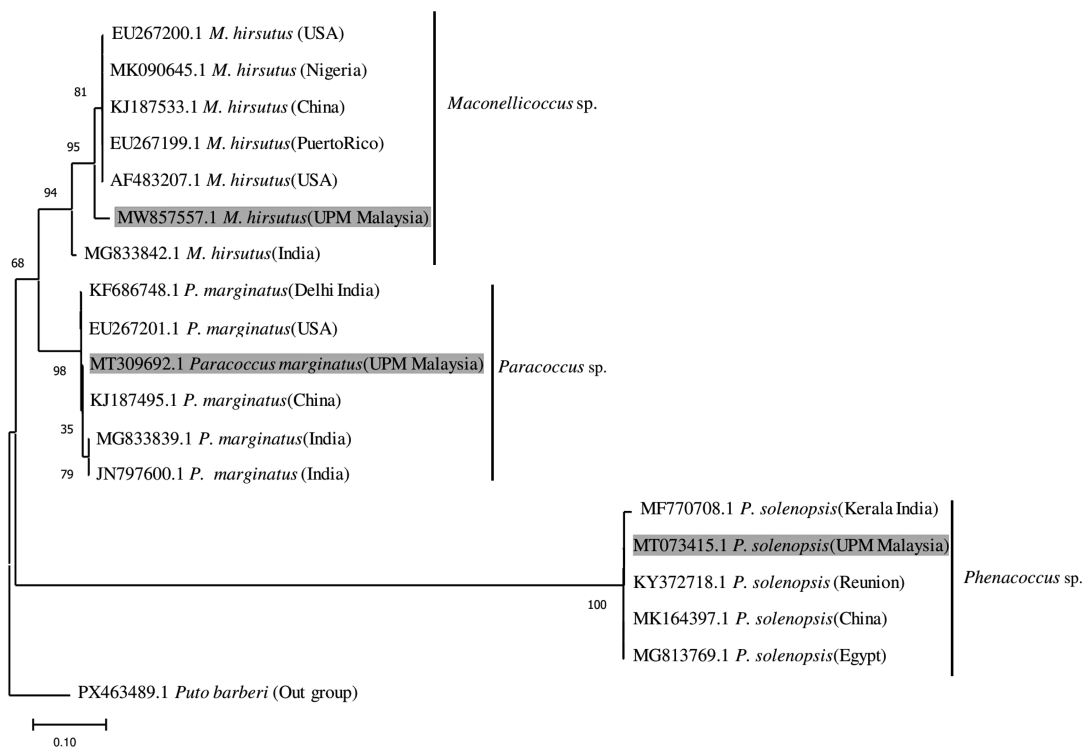 EU267200.1 M. hirsutus (USA)
MK090645.1 M. hirsutus (Nigeria)
81
KJ187533.1 M. hirsutus (China)
Maconellicoccus sp.
EU267199.1 M. hirsutus(PuertoRico)
95
AF483207.1 M. hirsutus(USA)
94
MW857557.1 M. hirsutus(UPM Malaysia)
MG833842.1 M. hirsutus(India)
68
KF686748.1 P. marginatus(Delhi India)
EU267201.1 P. marginatus(USA)
MT309692.1 Paracoccus marginatus(UPM Malaysia)
Paracoccus sp.
98
KJ187495.1 P. marginatus(China)
35
MG833839.1 P. marginatus(India)
79
JN797600.1 P. marginatus (India)
MF770708.1 P. solenopsis(Kerala India)
MT073415.1 P. solenopsis(UPM Malaysia)
KY372718.1 P. solenopsis (Reunion)
Phenacoccus sp.
100
MK164397.1 P. solenopsis(China)
MG813769.1 P. solenopsis(Egypt)
PX463489.1 Puto barberi (Out group)
0.10